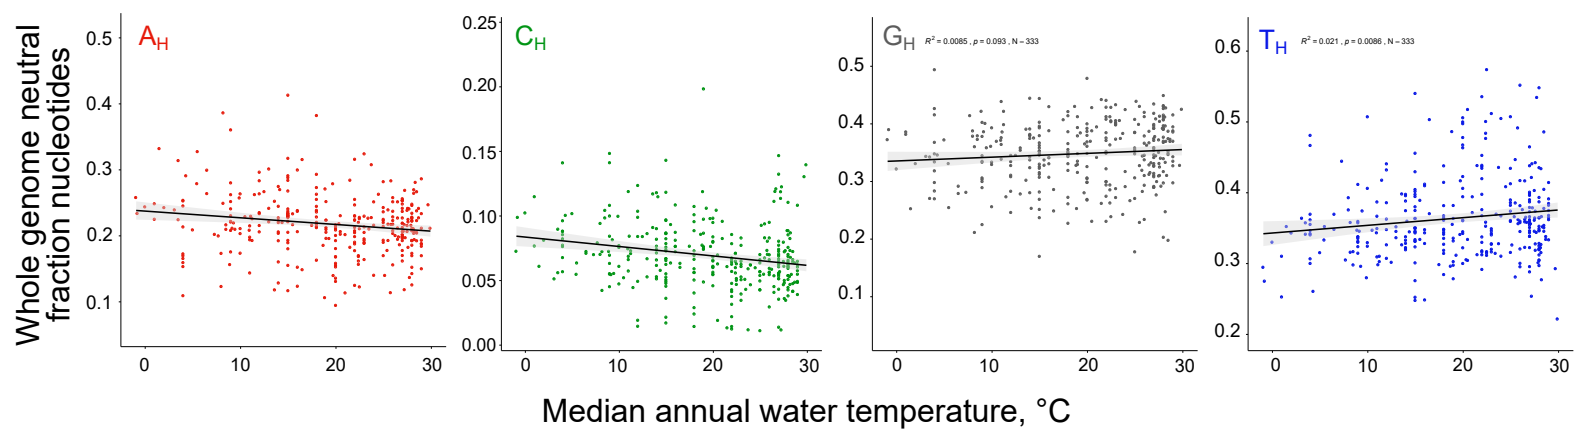 Whole genome neutral
fraction nucleotides
A_H
0.5
0.4
0.3
0.2
0.1
0 10 20 30
C_H
0.25
0.20
0.15
0.10
0.05
0.00
0 10 20 30
G_H
R² = 0.0085 , p = 0.093 , N – 333
0.5
0.4
0.3
0.2
0.1
0 10 20 30
T_H
R² = 0.021 , p = 0.0086 , N – 333
0.6
0.4
0.3
0.2
0 10 20 30
Median annual water temperature, °C